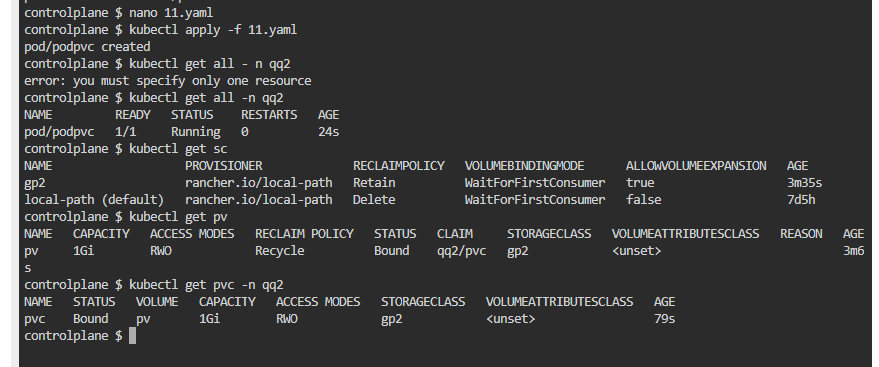 controlplane $ nano 11.yaml
controlplane $ kubectl apply -f 11.yaml
pod/podpvc created
controlplane $ kubectl get all - n qq2
error: you must specify only one resource
controlplane $ kubectl get all -n qq2
NAME READY STATUS RESTARTS AGE
pod/podpvc 1/1 Running 0 24s
controlplane $ kubectl get sc
NAME PROVISIONER RECLAIMPOLICY VOLUMEBINDINGMODE ALLOWVOLUMEEXPANSION AGE
gp2 rancher.io/local-path Retain WaitForFirstConsumer true 3m35s
local-path (default) rancher.io/local-path Delete WaitForFirstConsumer false 7d5h
controlplane $ kubectl get pv
NAME CAPACITY ACCESS MODES RECLAIM POLICY STATUS CLAIM STORAGECLASS VOLUMEATTRIBUTESCLASS REASON AGE
pv 1Gi RWO Recycle Bound qq2/pvc gp2 <unset> 3m6
s
controlplane $ kubectl get pvc -n qq2
NAME STATUS VOLUME CAPACITY ACCESS MODES STORAGECLASS VOLUMEATTRIBUTESCLASS AGE
pvc Bound pv 1Gi RWO gp2 <unset> 79s
controlplane $